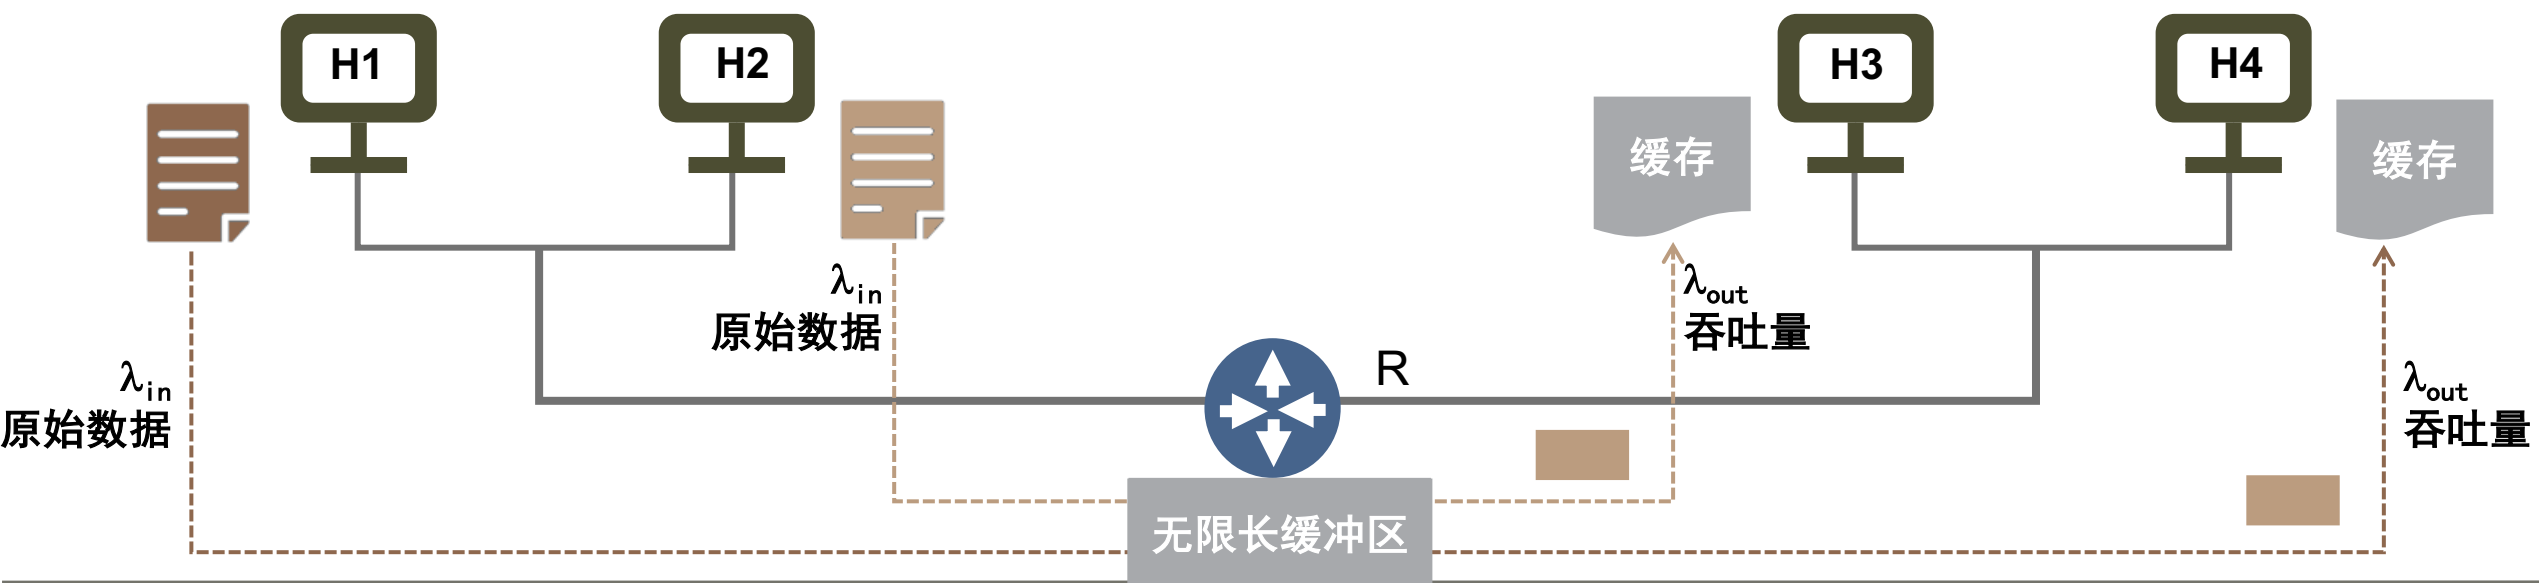 H1
H2
H3
H4
缓存
缓存
λin
原始数据
λout
吞吐量
λin
原始数据
R
λout
吞吐量
无限长缓冲区